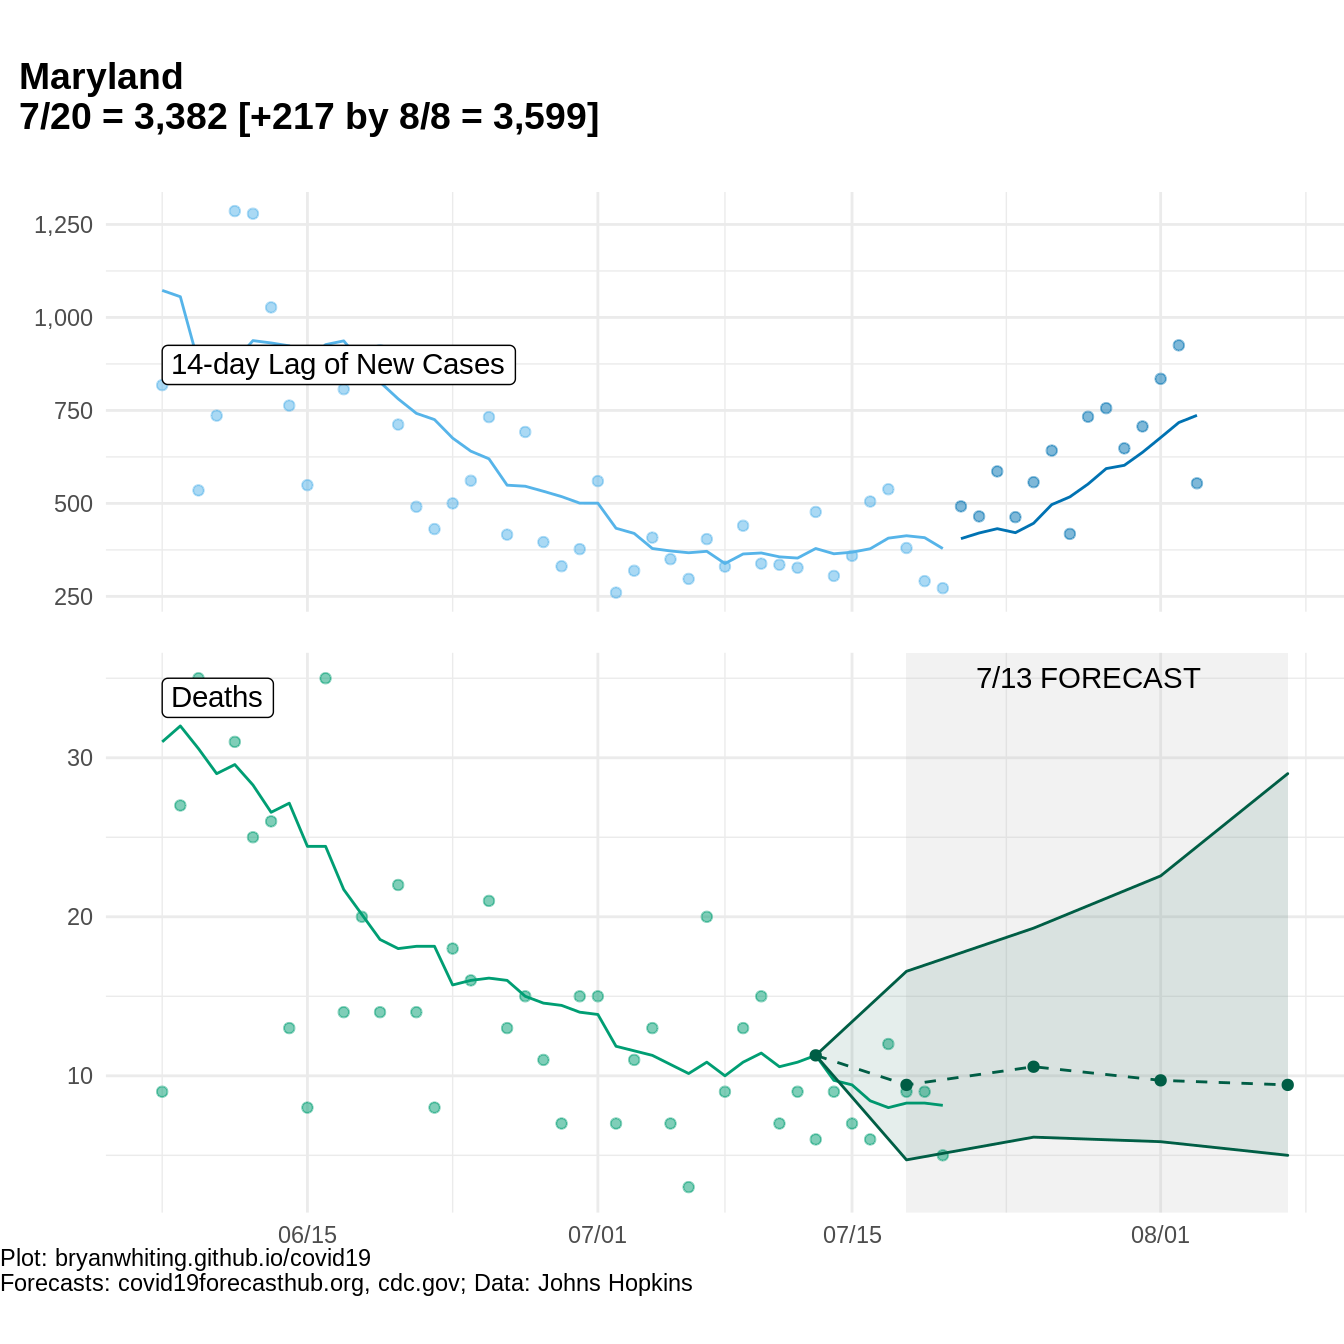 Maryland
7/20 = 3,382 [+217 by 8/8 = 3,599]
1,250
1,000
750
500
250
14-day Lag of New Cases
Deaths
7/13 FORECAST
30
20
10
06/15 07/01 07/15 08/01
Plot: bryanwhiting.github.io/covid19
Forecasts: covid19forecasthub.org, cdc.gov; Data: Johns Hopkins